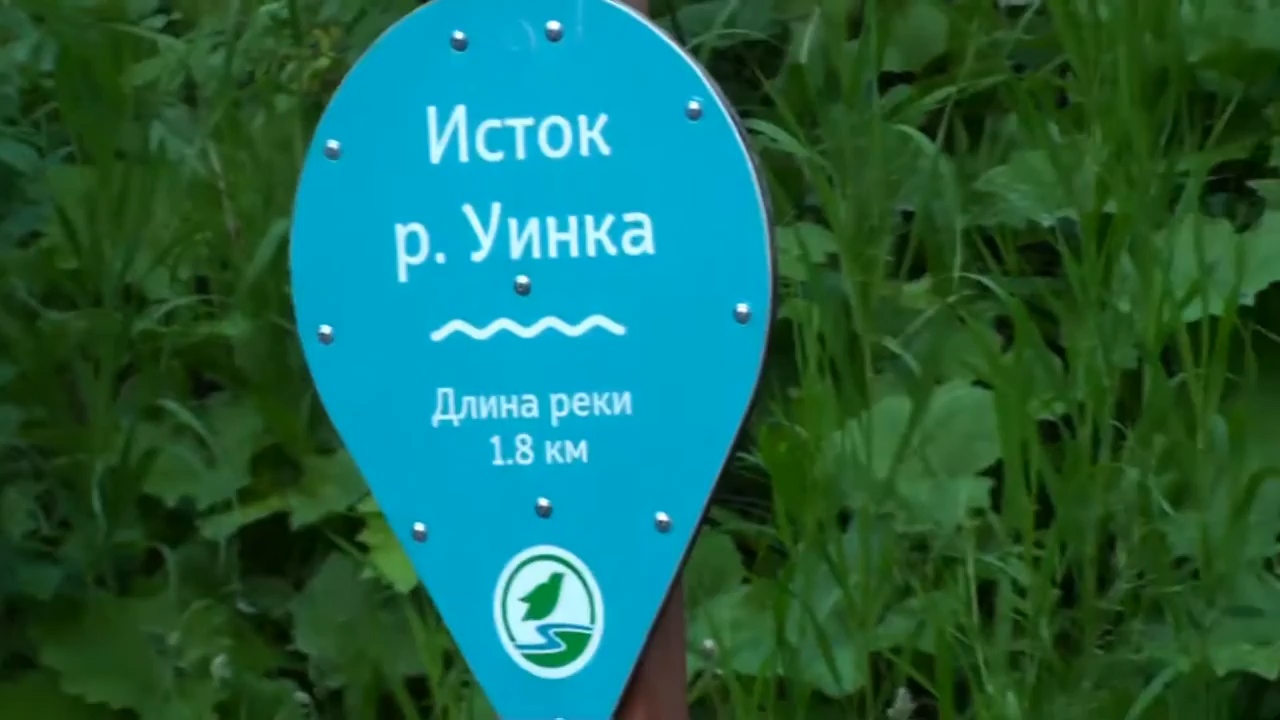 Исток
р. Уинка
Длина реки
1.8 км